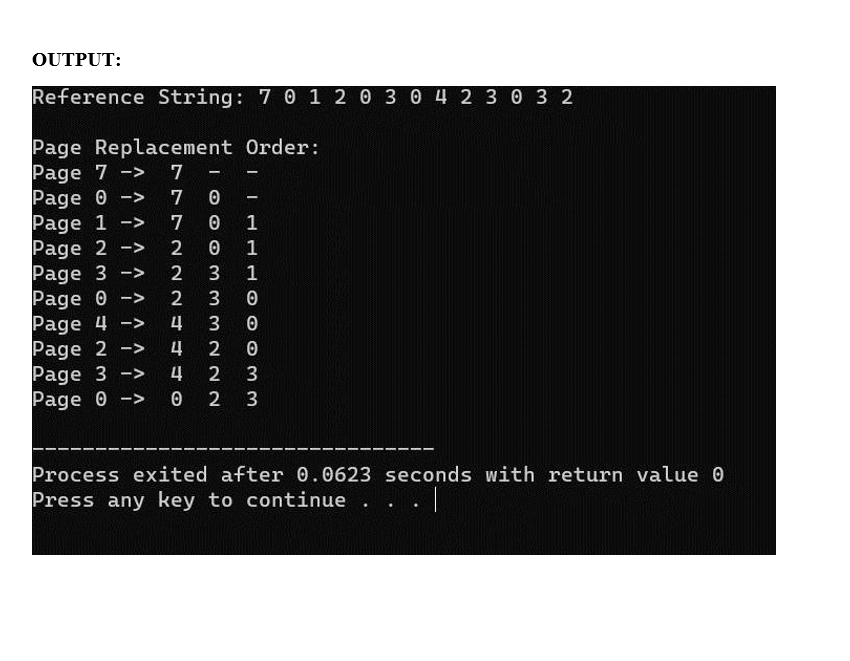 OUTPUT:
Reference String: 7 0 1 2 0 3 0 4 2 3 0 3 2
Page Replacement Order:
Page 7 -> 7 - -
Page 0 -> 7 0 -
Page 1 -> 7 0 1
Page 2 -> 2 0 1
Page 3 -> 2 3 1
Page 0 -> 2 3 0
Page 4 -> 4 3 0
Page 2 -> 4 2 0
Page 3 -> 4 2 3
Page 0 -> 0 2 3
--------------------------------
Process exited after 0.0623 seconds with return value 0
Press any key to continue . . .